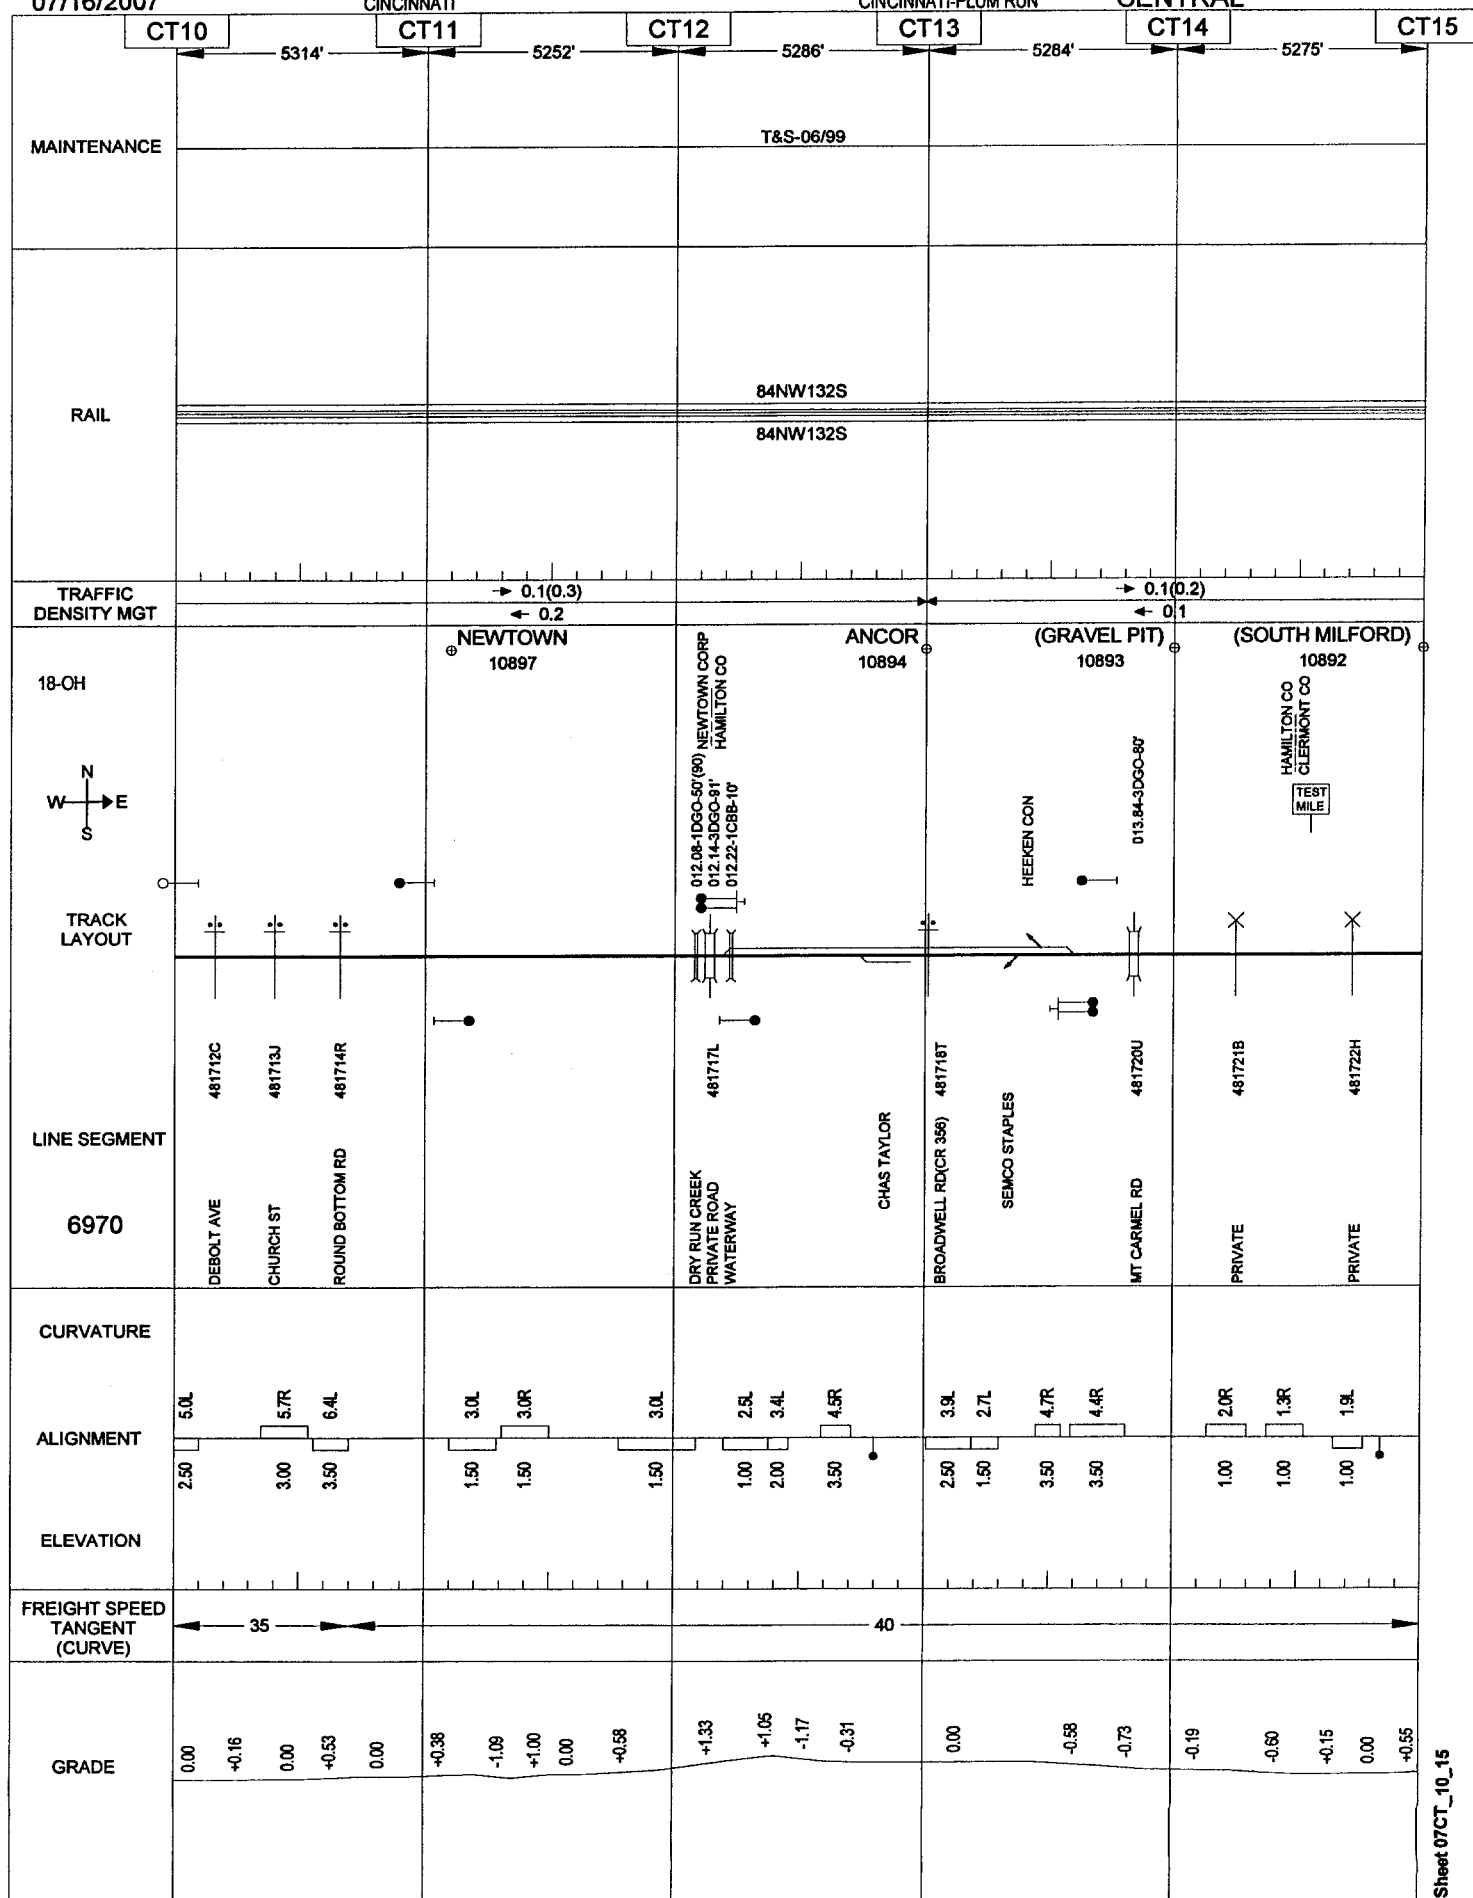 07/16/2007 CINCINNATI CINCINNATI-PLUM RUN CENTRAL
CT10 CT11 CT12 CT13 CT14 CT15
5314' 5252' 5286' 5284' 5275'
MAINTENANCE
T&S-06/99
RAIL
84NW132S
84NW132S
TRAFFIC
DENSITY MGT
0.1(0.3)
0.2
0.1(0.2)
0.1
NEWTOWN
10897
ANCOR
10894
(GRAVEL PIT)
10893
(SOUTH MILFORD)
10892
18-OH
N
W E
S
012.08-1DGO-50'(90)
012.14-3DGO-91'
012.22-1CBB-10'
NEWTOWN CORP
HAMILTON CO
HEEKEN CON
013.84-3DGO-80'
HAMILTON CO
CLERMONT CO
TEST
MILE
TRACK
LAYOUT
481712C
481713J
481714R
481717L
481718T
481720U
481721B
481722H
LINE SEGMENT
6970
DEBOLT AVE
CHURCH ST
ROUND BOTTOM RD
DRY RUN CREEK
PRIVATE ROAD
WATERWAY
CHAS TAYLOR
BROADWELL RD(CR 356)
SEMCO STAPLES
MT CARMEL RD
PRIVATE
PRIVATE
CURVATURE
5.0L 5.7R 6.4L 3.0L 3.0R 3.0L 2.5L 3.4L 4.5R 3.9L 2.7L 4.7R 4.4R 2.0R 1.3R 1.9L
ALIGNMENT
2.50 3.00 3.50 1.50 1.50 1.50 1.00 2.00 3.50 2.50 1.50 3.50 3.50 1.00 1.00 1.00
ELEVATION
FREIGHT SPEED
TANGENT
(CURVE)
35 40
GRADE
0.00 +0.16 0.00 +0.53 0.00 +0.38 -1.09 +1.00 0.00 +0.58 +1.33 +1.05 -1.17 -0.31 0.00 -0.58 -0.73 -0.19 -0.60 +0.15 0.00 +0.55
Sheet 07CT_10_15